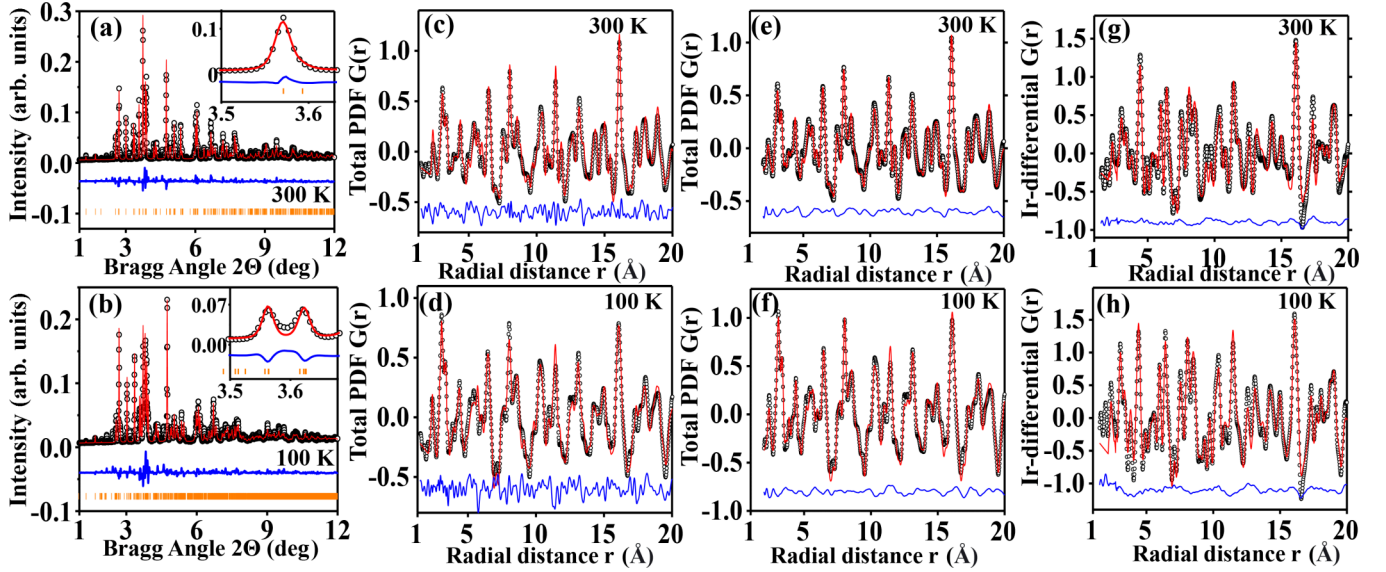 0.3
0.2
0.1
0.0
-0.1
Intensity (arb. units)
(a)
0.1
0
3.5 3.6
300 K
1 3 6 9 12
Bragg Angle 2Θ (deg)
(c)
300 K
1.0
0.5
0.0
-0.5
Total PDF G(r)
1 5 10 15 20
Radial distance r (Å)
(e)
300 K
1.0
0.5
0.0
-0.5
Total PDF G(r)
1 5 10 15 20
Radial distance r (Å)
(g)
300 K
1.5
1.0
0.5
0.0
-0.5
-1.0
Ir-differential G(r)
1 5 10 15 20
Radial distance r (Å)
(b)
0.2
0.1
0.0
-0.1
Intensity (arb. units)
0.07
0.00
3.5 3.6
100 K
1 3 6 9 12
Bragg Angle 2Θ (deg)
(d)
100 K
1.0
0.5
0.0
-0.5
Total PDF G(r)
1 5 10 15 20
Radial distance r (Å)
(f)
100 K
1.0
0.5
0.0
-0.5
-1.0
Total PDF G(r)
1 5 10 15 20
Radial distance r (Å)
(h)
100 K
1.5
1.0
0.5
0.0
-0.5
-1.0
Ir-differential G(r)
1 5 10 15 20
Radial distance r (Å)